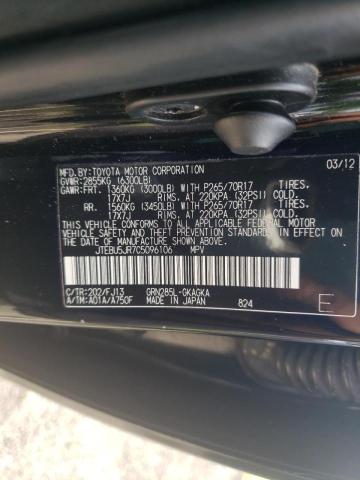 MFD.BY:TOYOTA MOTOR CORPORATION 03/12
GVWR:2855KG (6300LB)
GAWR:FRT. 1360KG (3000LB) WITH P265/70R17 TIRES,
17X7J RIMS, AT 220KPA (32PSI) COLD.
RR. 1560KG (3450LB) WITH P265/70R17 TIRES,
17X7J RIMS, AT 220KPA (32PSI) COLD.
THIS VEHICLE CONFORMS TO ALL APPLICABLE FEDERAL MOTOR
VEHICLE SAFETY STANDARDS IN EFFECT ON THE DATE OF
MANUFACTURE SHOWN ABOVE.
JTEBU5JR7C5096106 MPV
C/TR:202/FJ13 GRN285L-GKAGKA
A/TM:A01A/A750F MADE IN JAPAN 824 E